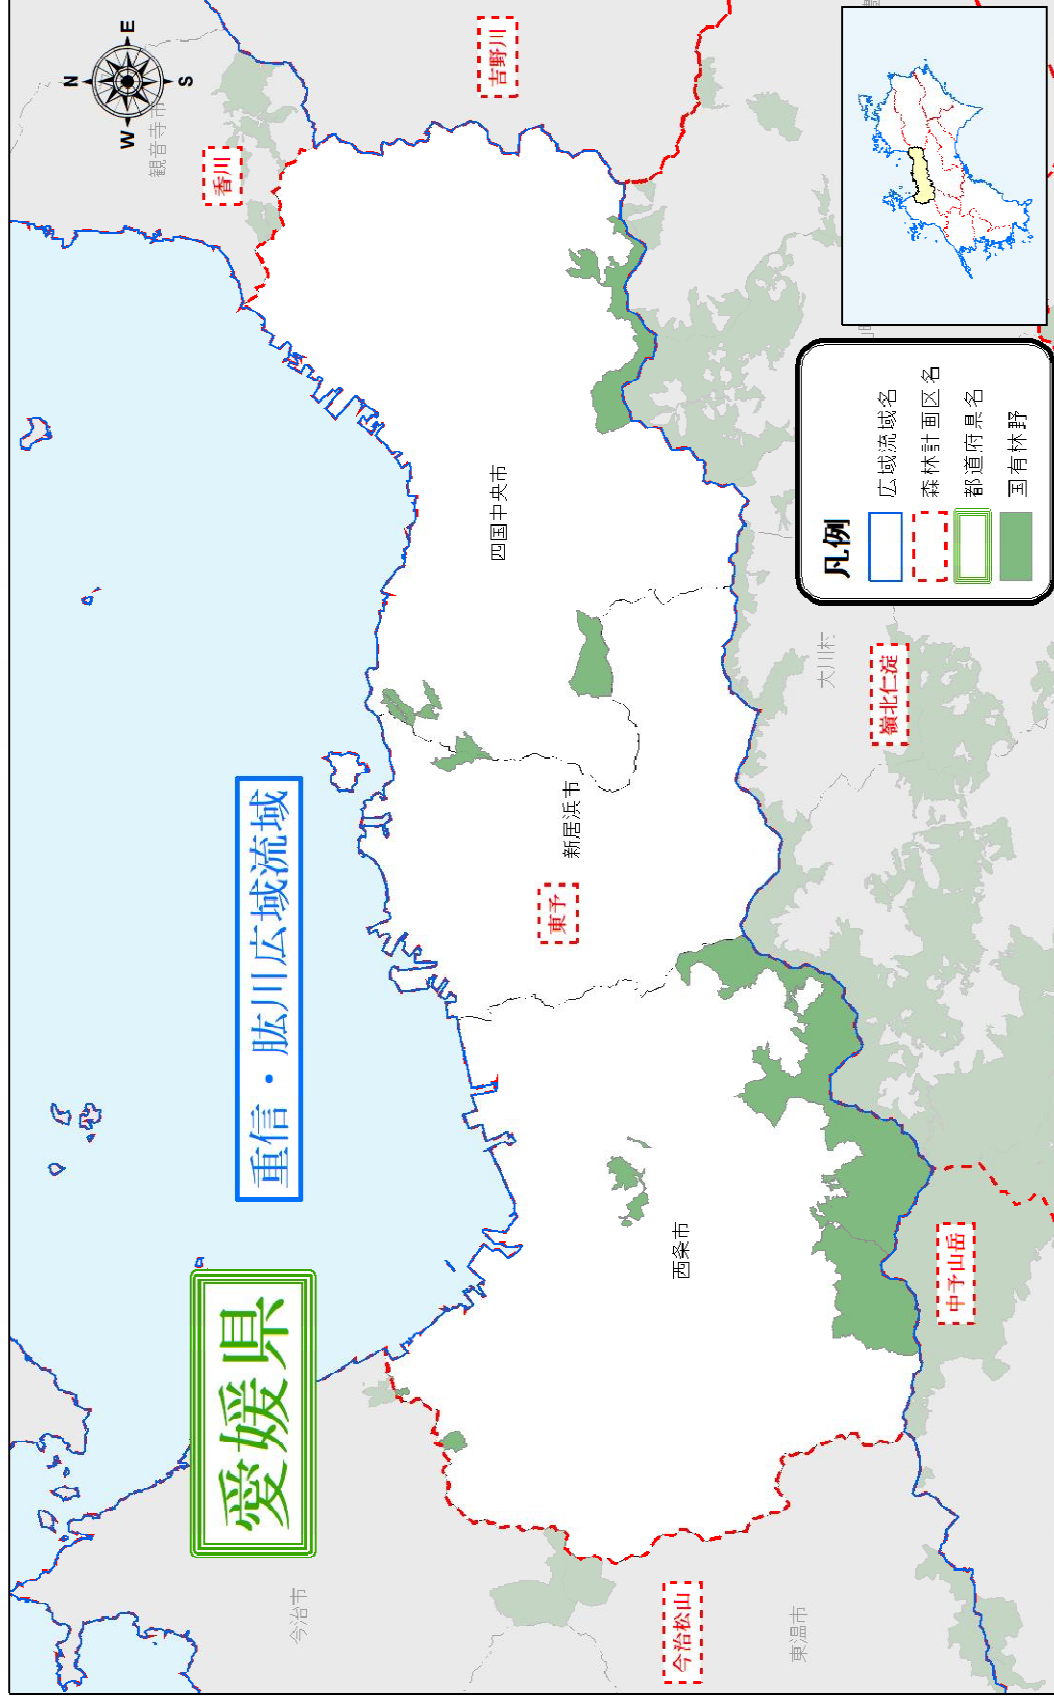 愛媛県
重信・肱川広域流域
N
E
S
W
観音寺市
香川
吉野川
四国中央市
新居浜市
東予
西条市
今治市
今治松山
東温市
中予山岳
嶺北仁淀
大川村
凡例
広域流域名
森林計画区名
都道府県名
国有林野